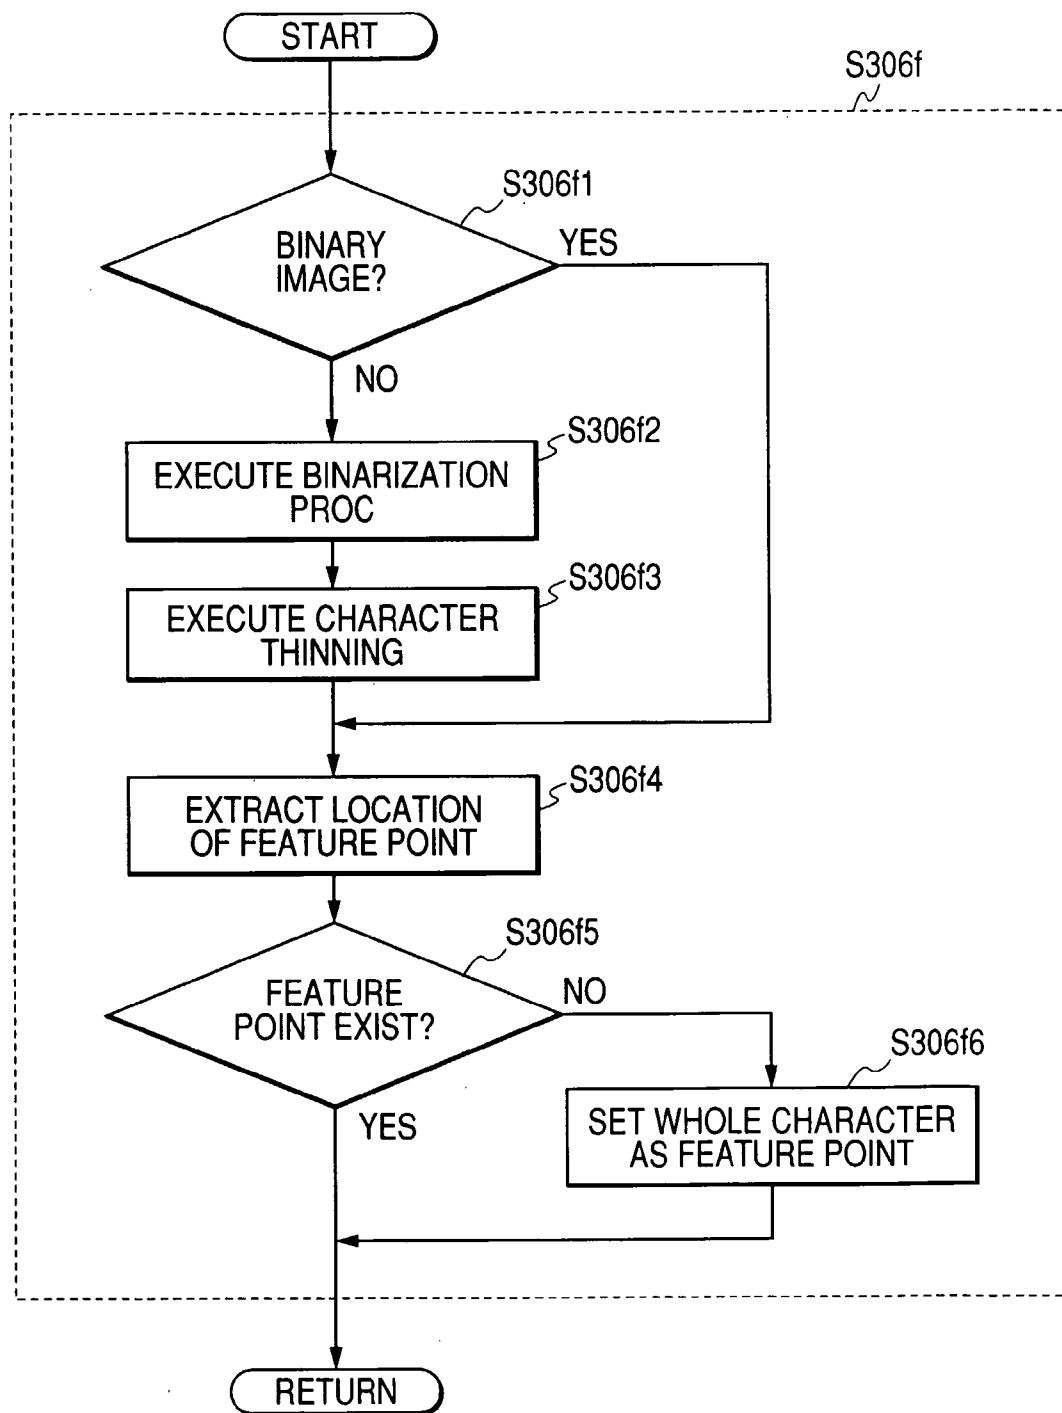 START
S306f
S306f1
BINARY
IMAGE?
YES
NO
S306f2
EXECUTE BINARIZATION
PROC
S306f3
EXECUTE CHARACTER
THINNING
S306f4
EXTRACT LOCATION
OF FEATURE POINT
S306f5
FEATURE
POINT EXIST?
NO
YES
S306f6
SET WHOLE CHARACTER
AS FEATURE POINT
RETURN